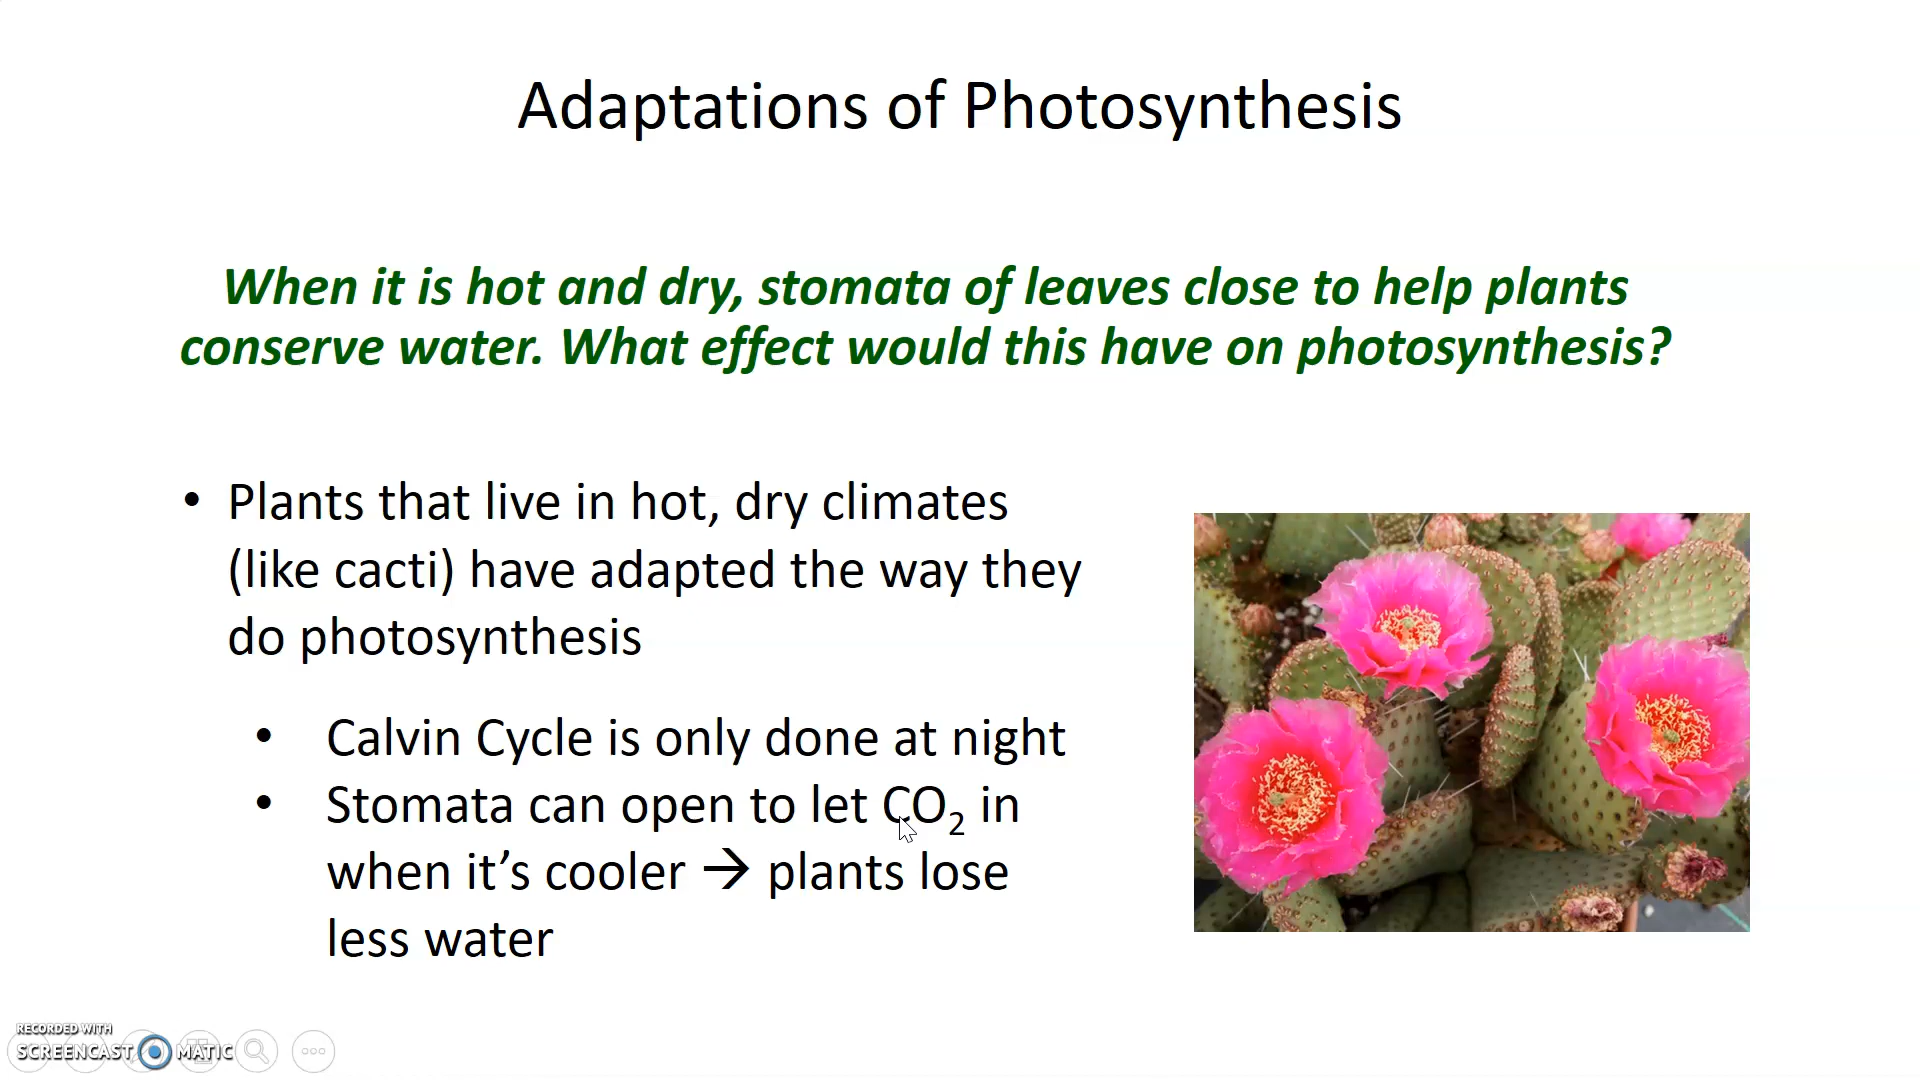 Adaptations of Photosynthesis
When it is hot and dry, stomata of leaves close to help plants
conserve water. What effect would this have on photosynthesis?
• Plants that live in hot, dry climates
(like cacti) have adapted the way they
do photosynthesis
• Calvin Cycle is only done at night
• Stomata can open to let CO₂ in
when it’s cooler → plants lose
less water
RECORDED WITH
SCREENCAST MATIC